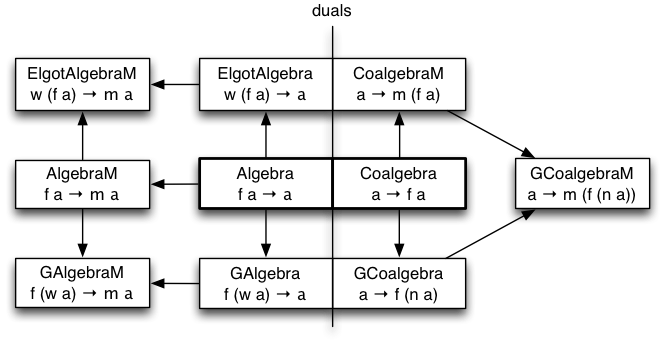 duals
ElgotAlgebraM
w (f a) → m a
ElgotAlgebra
w (f a) → a
CoalgebraM
a → m (f a)
AlgebraM
f a → m a
Algebra
f a → a
Coalgebra
a → f a
GCoalgebraM
a → m (f (n a))
GAlgebraM
f (w a) → m a
GAlgebra
f (w a) → a
GCoalgebra
a → f (n a)